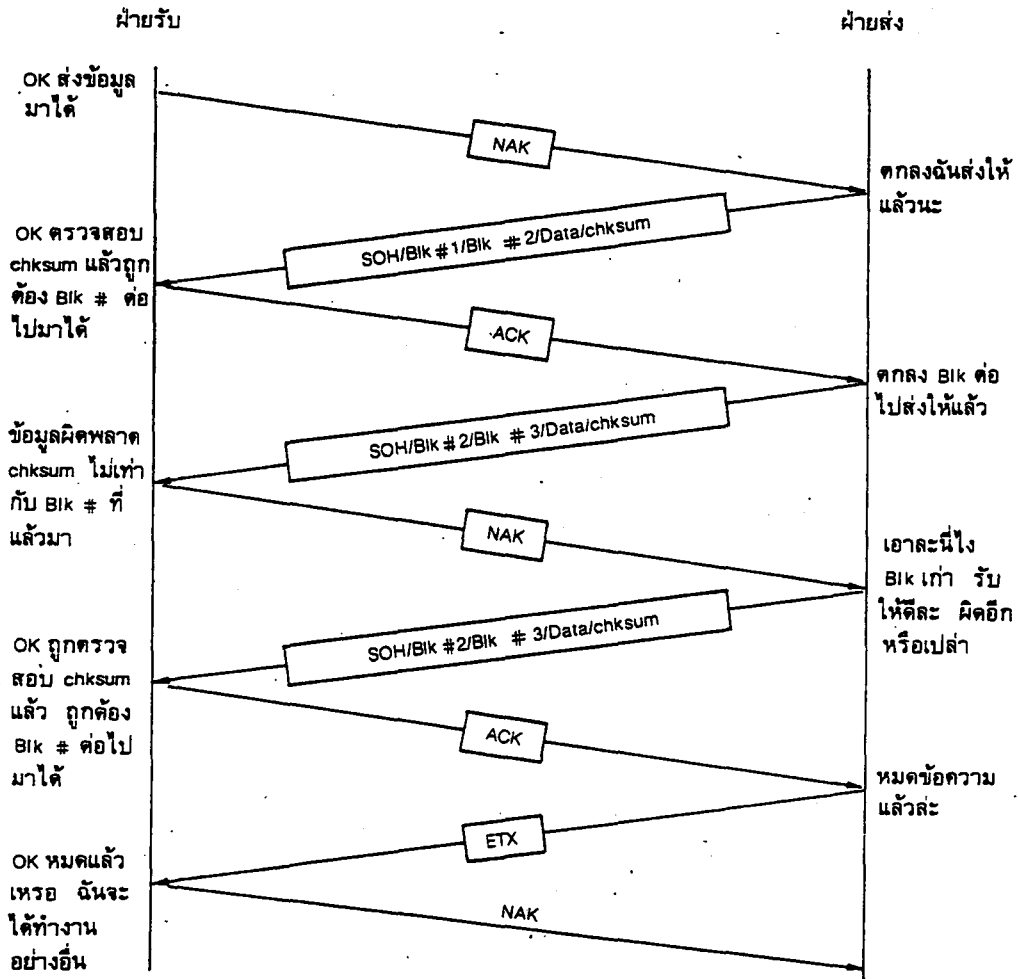 ฝ่ายรับ
ฝ่ายส่ง
OK ส่งข้อมูล
มาได้
NAK
ตกลงฉันส่งให้
แล้วนะ
SOH/Blk #1/Blk # 2/Data/chksum
OK ตรวจสอบ
chksum แล้วถูก
ต้อง Blk # ต่อ
ไปมาได้
ACK
ตกลง Blk ต่อ
ไปส่งให้แล้ว
SOH/Blk #2/Blk # 3/Data/chksum
ข้อมูลผิดพลาด
chksum ไม่เท่า
กับ Blk # ที่
แล้วมา
NAK
เอาละนี่ไง
Blk เก่า รับ
ให้ดีละ ผิดอีก
หรือเปล่า
SOH/Blk #2/Blk # 3/Data/chksum
OK ถูกตรวจ
สอบ chksum
แล้ว ถูกต้อง
Blk # ต่อไป
มาได้
ACK
หมดข้อความ
แล้วล่ะ
ETX
OK หมดแล้ว
เหรอ ฉันจะ
ได้ทำงาน
อย่างอื่น
NAK